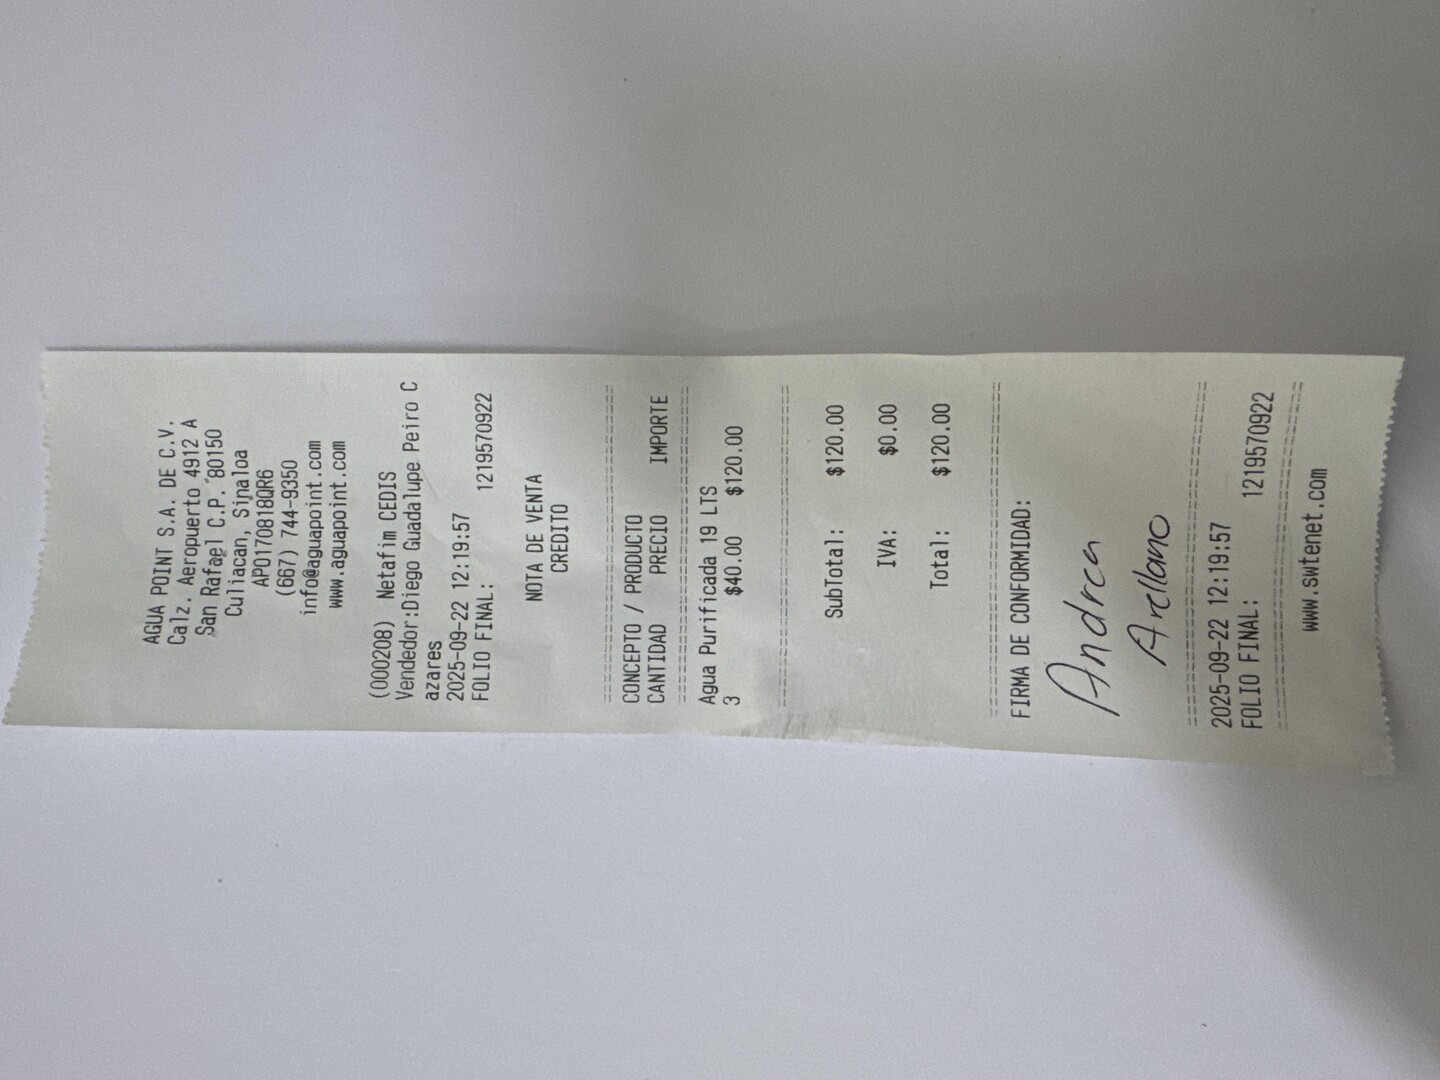 AGUA POINT S.A. DE C.V.
Calz. Aeropuerto 4912 A
San Rafael C.P. 80150
Culiacan, Sinaloa
APO170818QR6
(667) 744-9350
info@aguapoint.com
www.aguapoint.com
(000208) Netafim CEDIS
Vendedor:Diego Guadalupe Peiro C
azares
2025-09-22 12:19:57
FOLIO FINAL: 1219570922
NOTA DE VENTA
CREDITO
CONCEPTO / PRODUCTO
CANTIDAD PRECIO IMPORTE
Agua Purificada 19 LTS
3 $40.00 $120.00
SubTotal: $120.00
IVA: $0.00
Total: $120.00
FIRMA DE CONFORMIDAD:
Andrea
Arellano
2025-09-22 12:19:57
FOLIO FINAL: 1219570922
www.swtenet.com